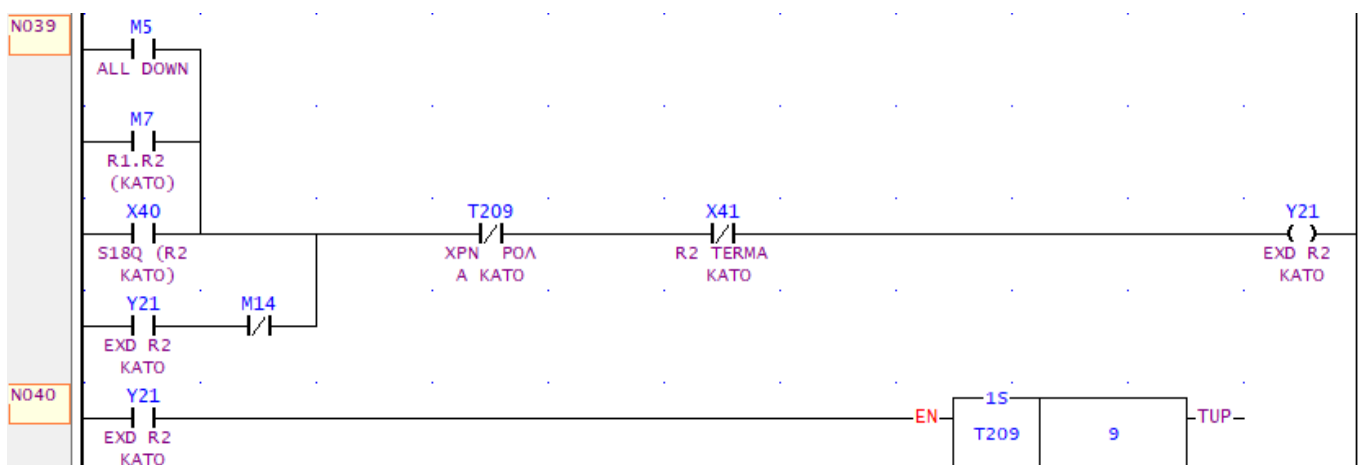 N039
M5
ALL DOWN
M7
R1.R2
(KATO)
X40 T209 X41 Y21
S18Q (R2 XPN ΡΟΛ R2 TERMA EXD R2
KATO) A KATO KATO KATO
Y21 M14
EXD R2
KATO
N040 Y21 1S
EN T209 9 TUP
EXD R2
KATO